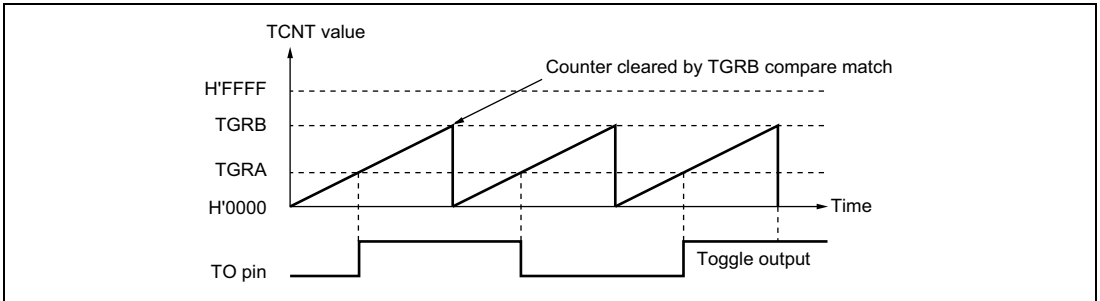 TCNT value
Counter cleared by TGRB compare match
H'FFFF
TGRB
TGRA
H'0000
Time
Toggle output
TO pin